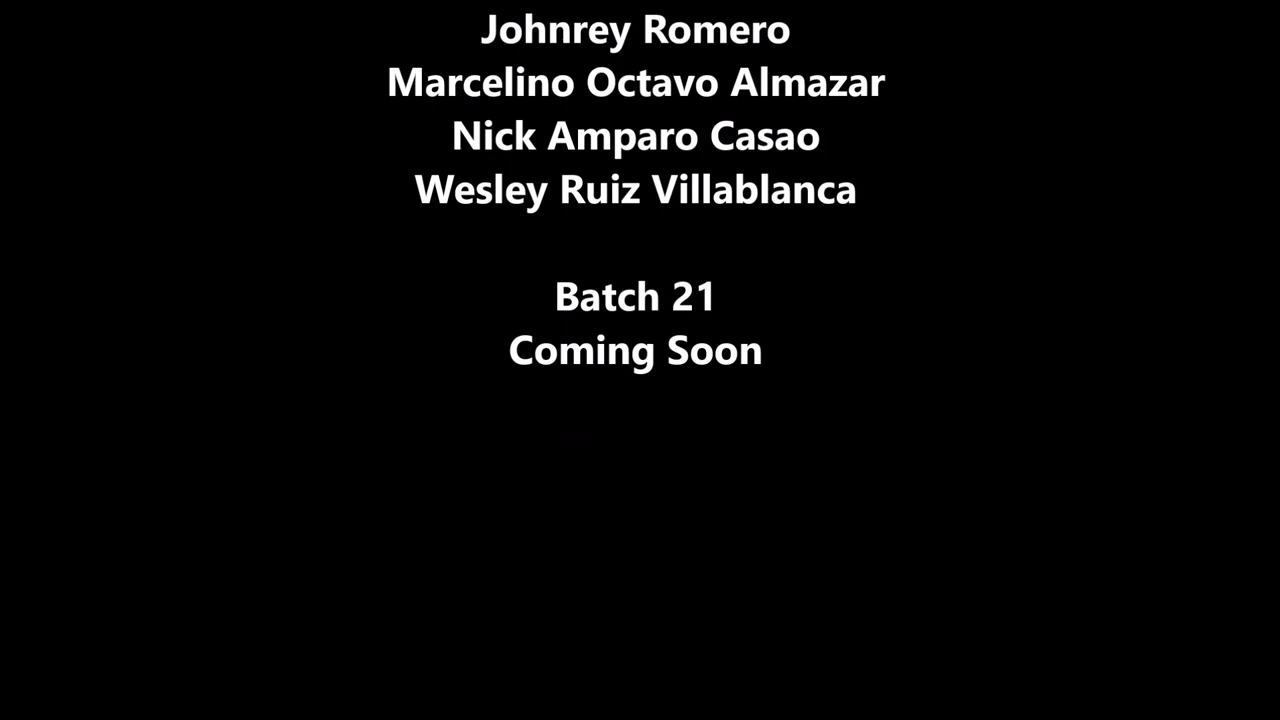 Johnrey Romero
Marcelino Octavo Almazar
Nick Amparo Casao
Wesley Ruiz Villablanca
Batch 21
Coming Soon